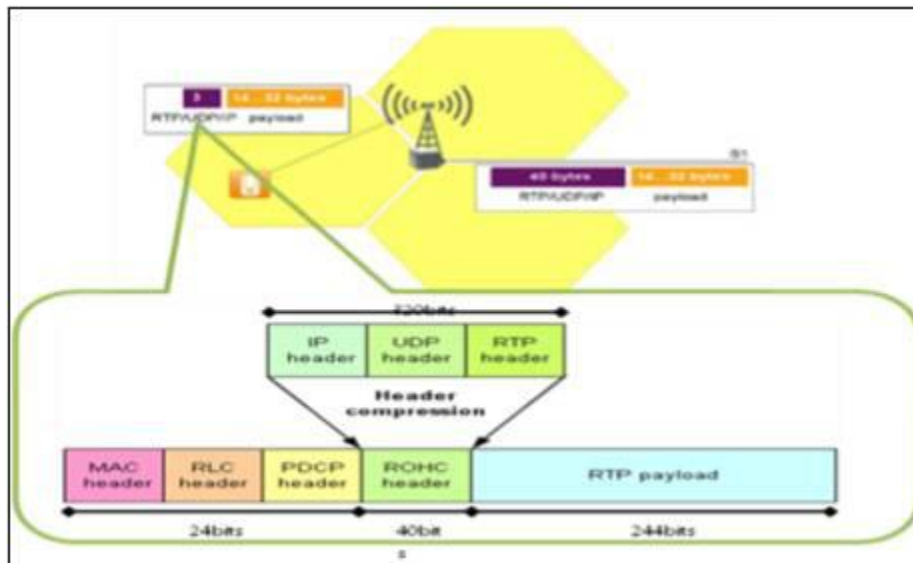 3 14...32 bytes
RTP/UDP/IP payload
S1
40 bytes 14...32 bytes
RTP/UDP/IP payload
320bits
IP header UDP header RTP header
Header
compression
MAC header RLC header PDCP header ROHC header RTP payload
24bits 40bit 244bits
s